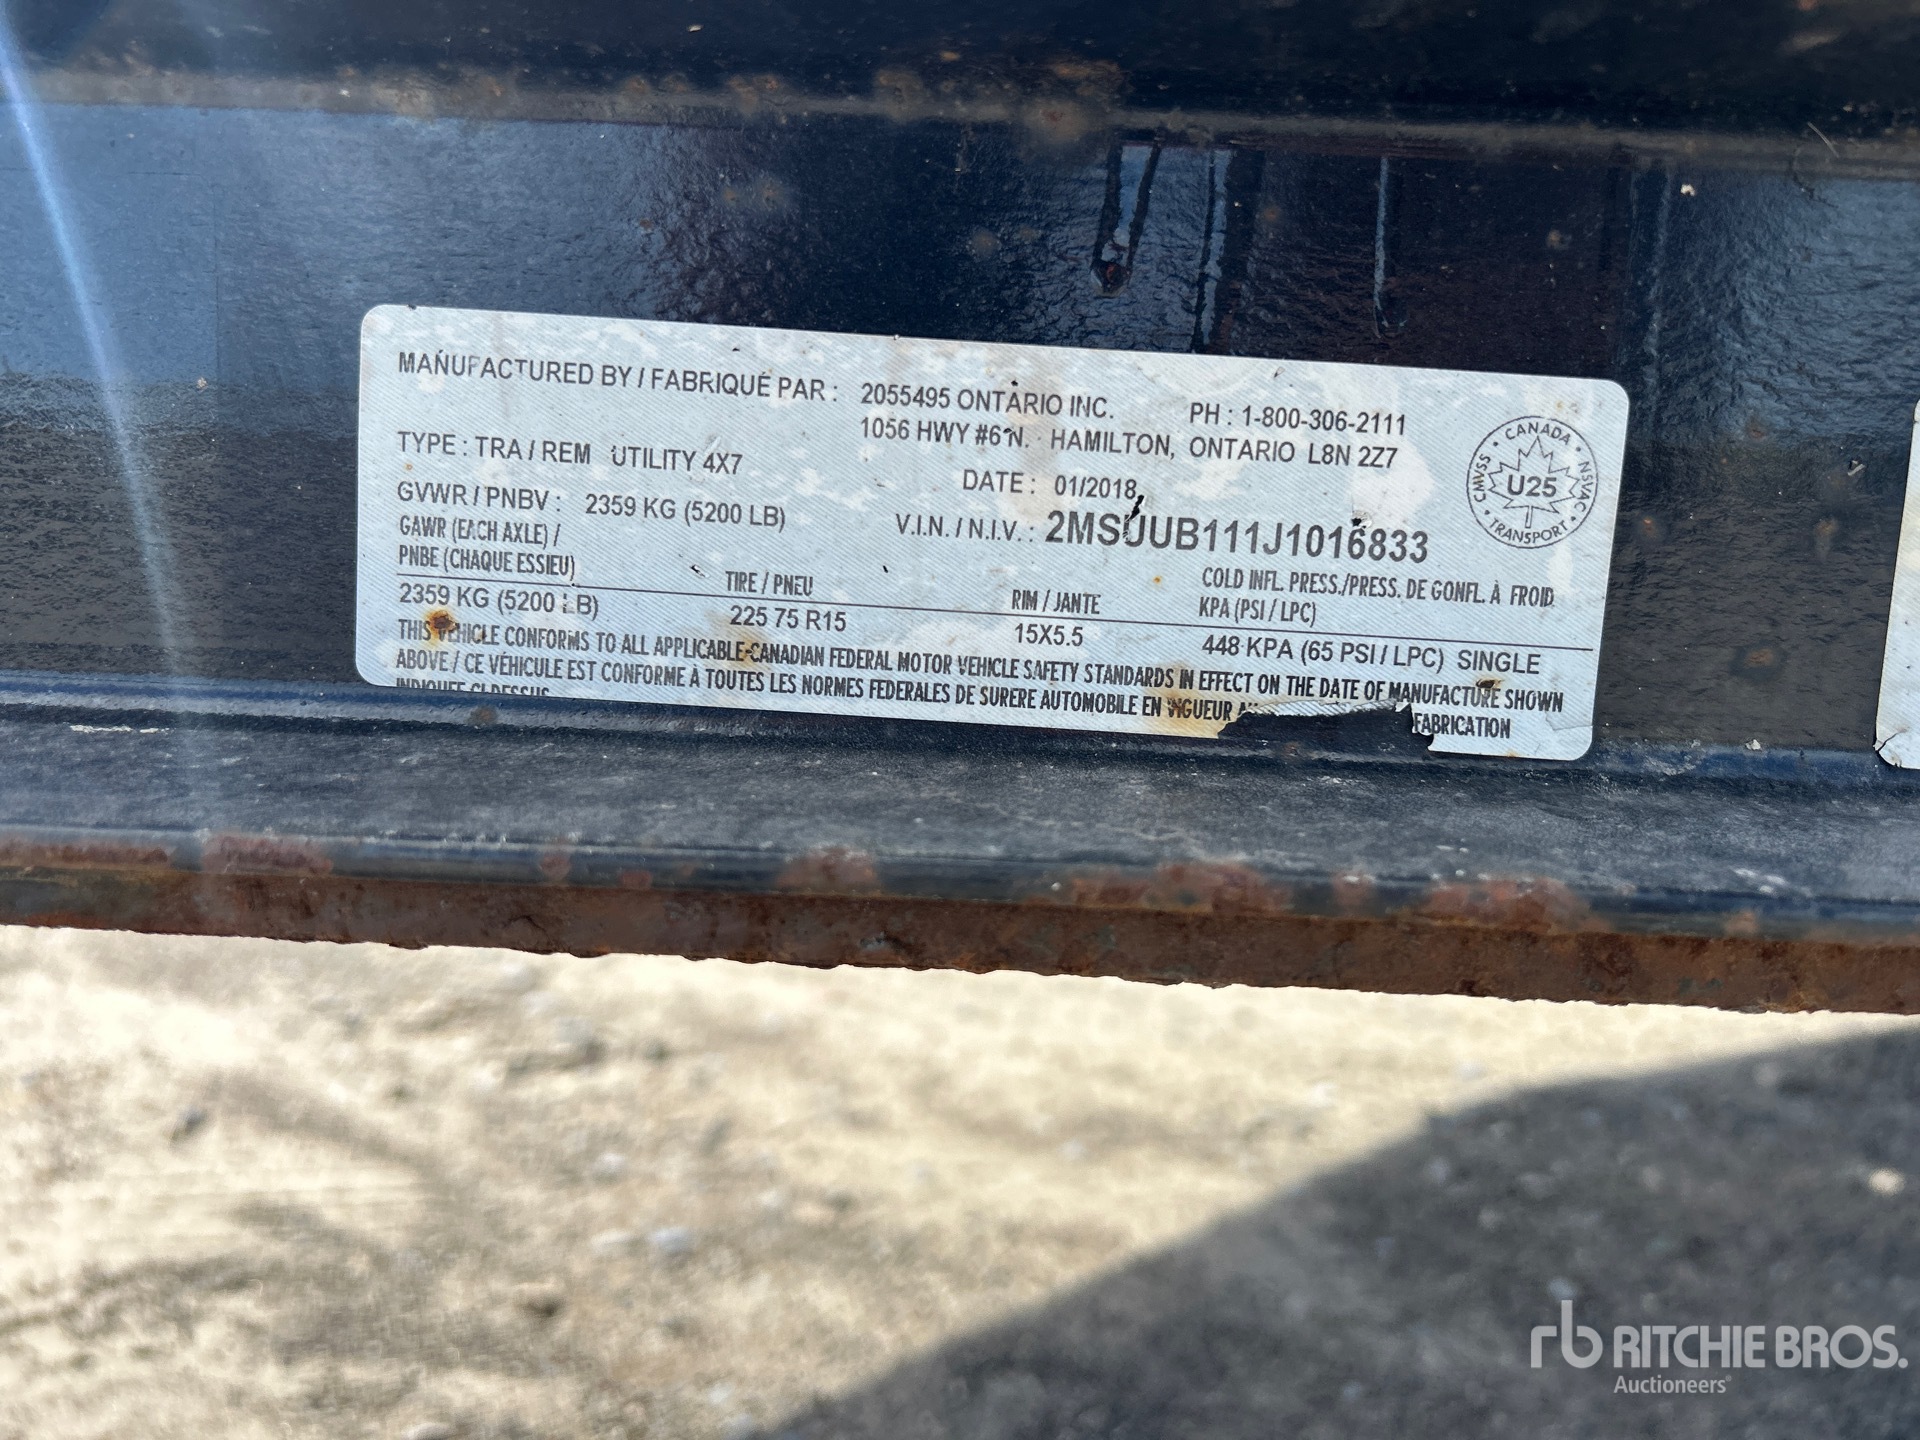 MANUFACTURED BY / FABRIQUÉ PAR : 2055495 ONTARIO INC. PH : 1-800-306-2111
1056 HWY #6 N. HAMILTON, ONTARIO L8N 2Z7
TYPE : TRA / REM UTILITY 4X7
DATE : 01/2018
GVWR / PNBV : 2359 KG (5200 LB)
V.I.N. / N.I.V. : 2MSUUB111J1016833
GAWR (EACH AXLE) /
PNBE (CHAQUE ESSIEU)
TIRE / PNEU
RIM / JANTE
COLD INFL. PRESS./PRESS. DE GONFL. À FROID
KPA (PSI / LPC)
2359 KG (5200 LB) 225 75 R15 15X5.5 448 KPA (65 PSI / LPC) SINGLE
THIS VEHICLE CONFORMS TO ALL APPLICABLE CANADIAN FEDERAL MOTOR VEHICLE SAFETY STANDARDS IN EFFECT ON THE DATE OF MANUFACTURE SHOWN
ABOVE / CE VÉHICULE EST CONFORME À TOUTES LES NORMES FEDERALES DE SURERE AUTOMOBILE EN VIGUEUR FABRICATION
INDIQUEE CI-DESSUS
CANADA
CMVSS U25 NSVAC
TRANSPORT
rb RITCHIE BROS.
Auctioneers